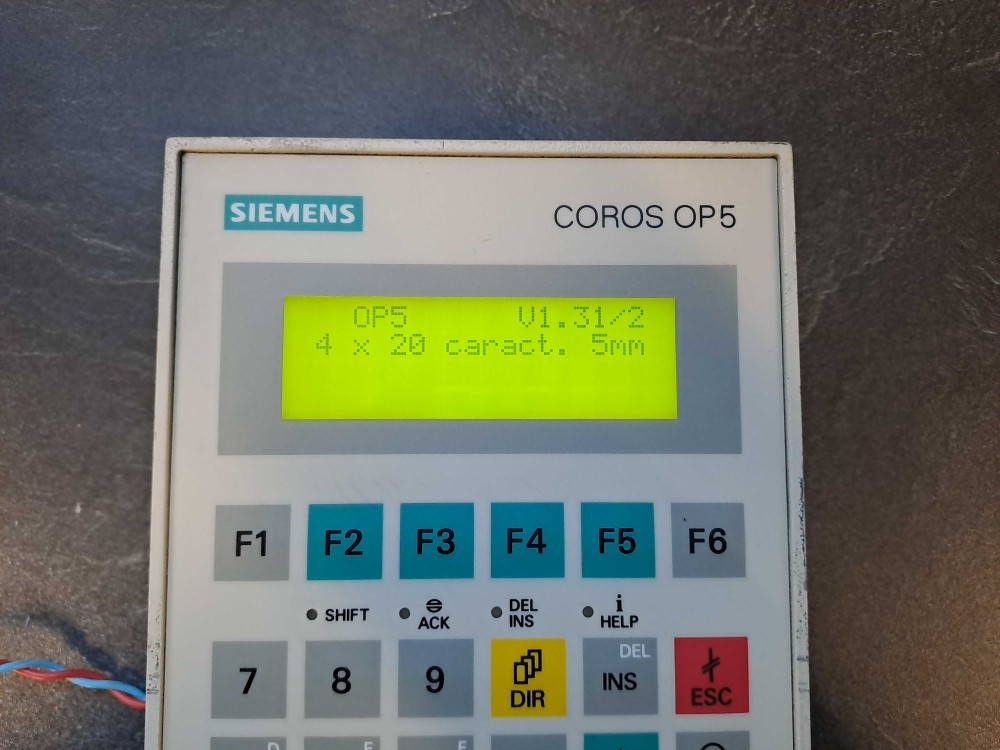 SIEMENS COROS OP5
OP5 V1.31/2
4 x 20 caract. 5mm
F1 F2 F3 F4 F5 F6
SHIFT ACK DEL INS i HELP
DEL
7 8 9 DIR INS ESC
D E F